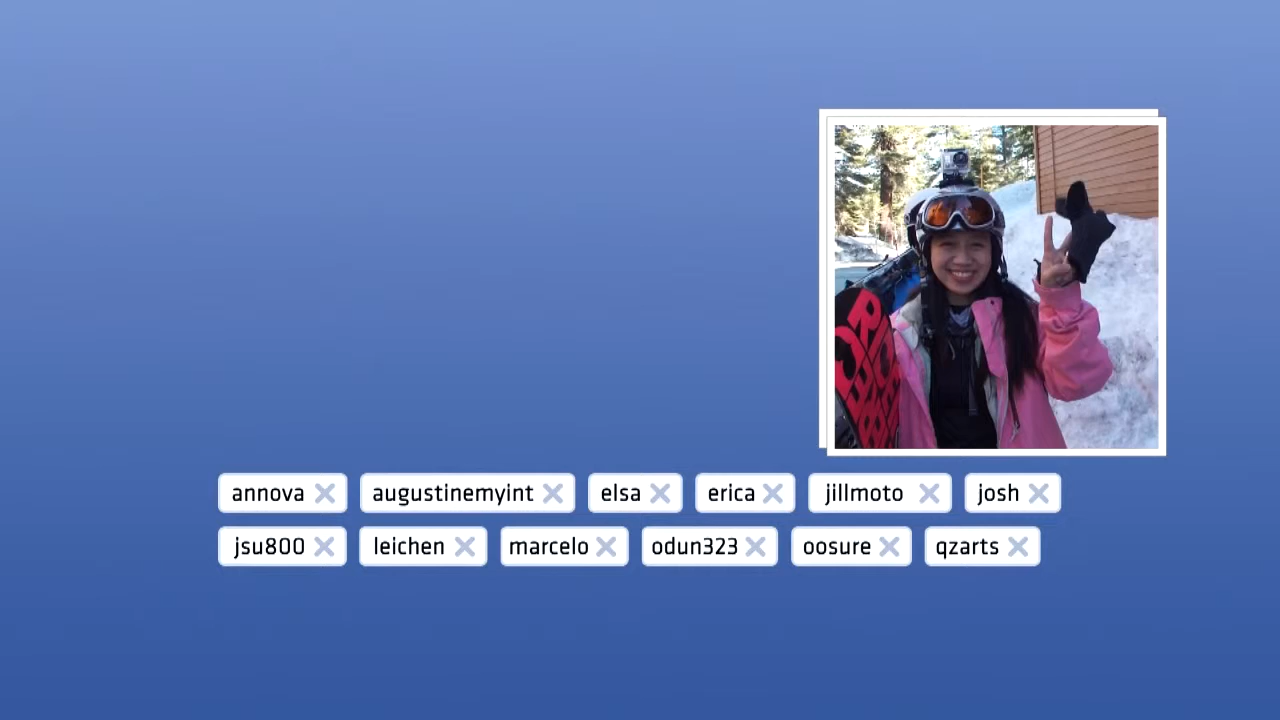 annova augustinemyint elsa erica jillmoto josh
jsu800 leichen marcelo odun323 oosure qzarts